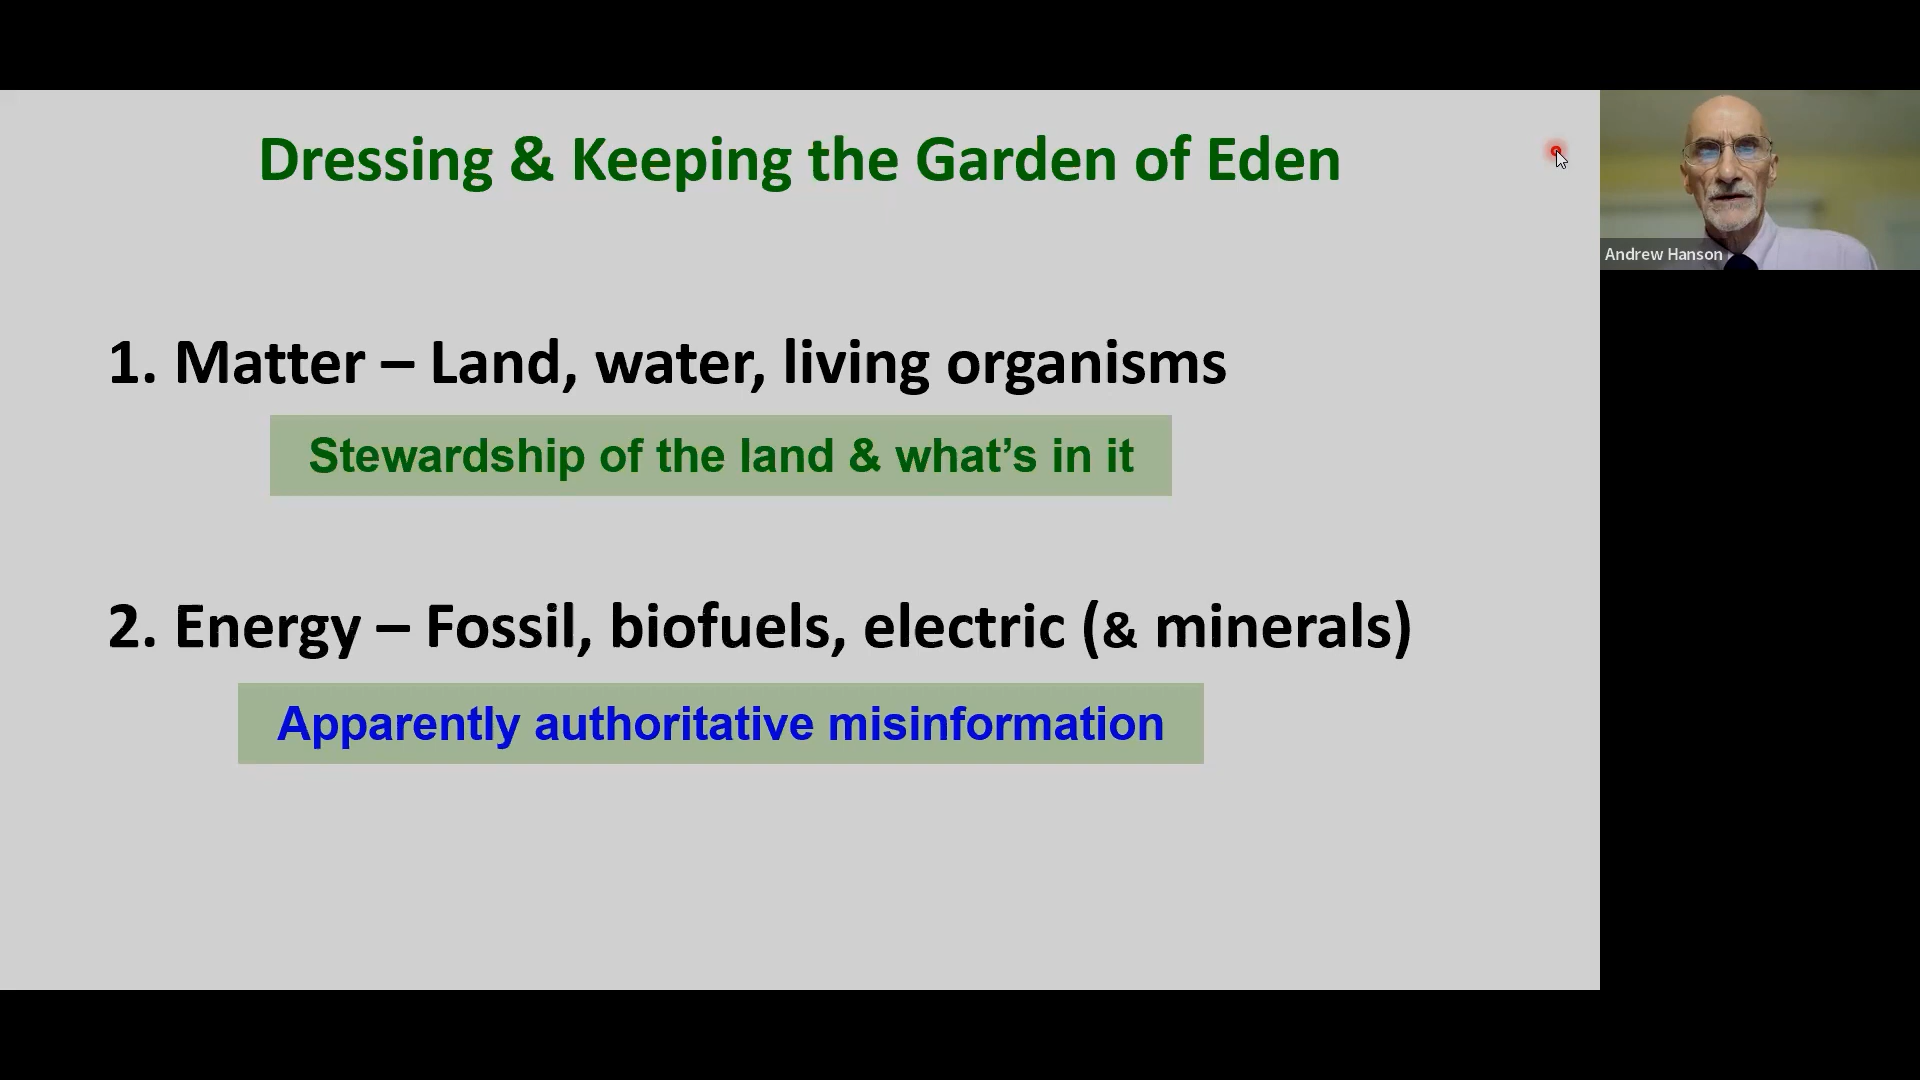 Dressing & Keeping the Garden of Eden
1. Matter – Land, water, living organisms
Stewardship of the land & what’s in it
2. Energy – Fossil, biofuels, electric (& minerals)
Apparently authoritative misinformation
Andrew Hanson